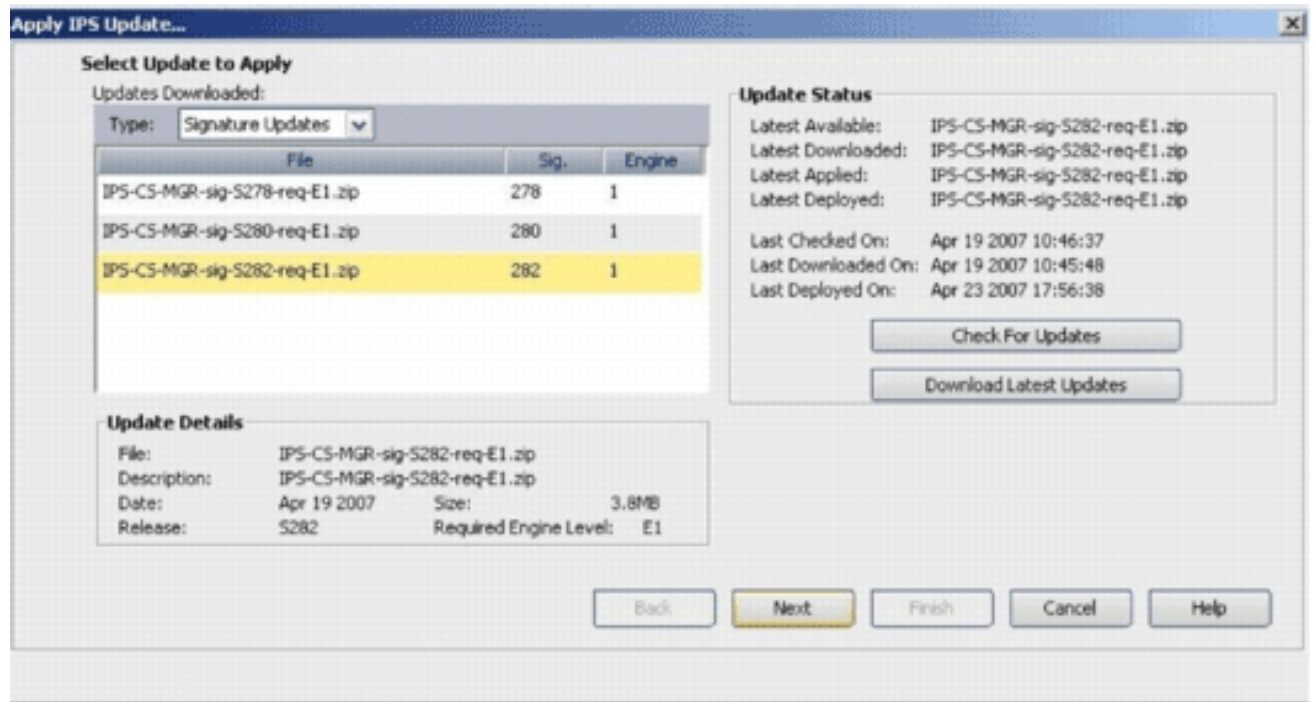 Apply IPS Update...
Select Update to Apply
Updates Downloaded:
Type: Signature Updates
File Sig. Engine
IPS-CS-MGR-sig-S278-req-E1.zip 278 1
IPS-CS-MGR-sig-S280-req-E1.zip 280 1
IPS-CS-MGR-sig-S282-req-E1.zip 282 1
Update Details
File: IPS-CS-MGR-sig-S282-req-E1.zip
Description: IPS-CS-MGR-sig-S282-req-E1.zip
Date: Apr 19 2007 Size: 3.8MB
Release: S282 Required Engine Level: E1
Update Status
Latest Available: IPS-CS-MGR-sig-S282-req-E1.zip
Latest Downloaded: IPS-CS-MGR-sig-S282-req-E1.zip
Latest Applied: IPS-CS-MGR-sig-S282-req-E1.zip
Latest Deployed: IPS-CS-MGR-sig-S282-req-E1.zip
Last Checked On: Apr 19 2007 10:46:37
Last Downloaded On: Apr 19 2007 10:45:48
Last Deployed On: Apr 23 2007 17:56:38
Check For Updates
Download Latest Updates
Back Next Finish Cancel Help